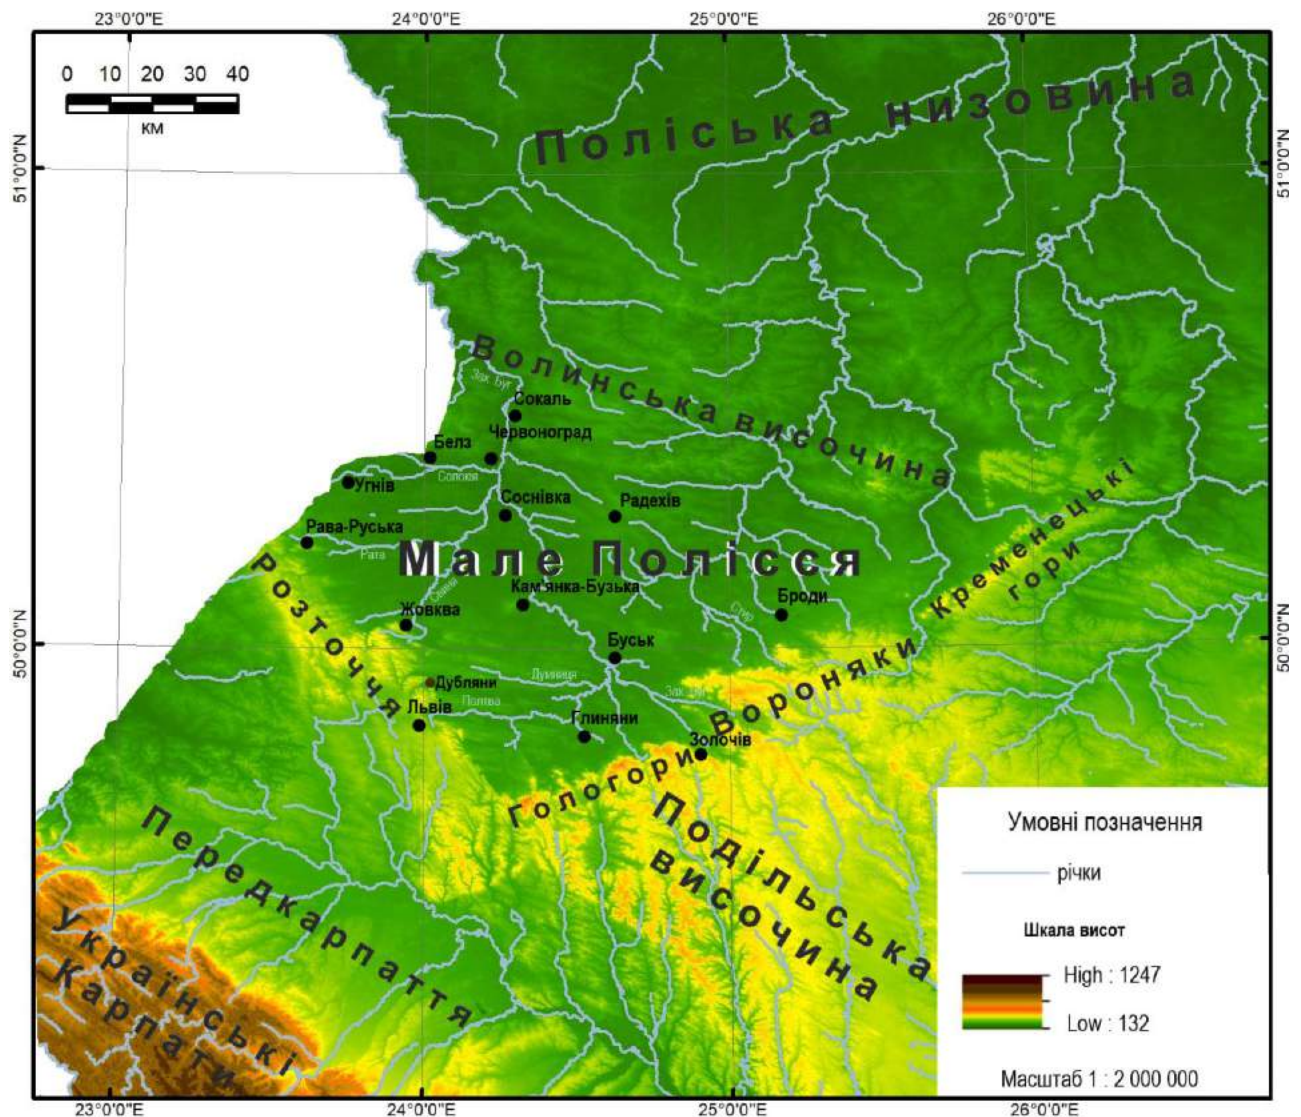 23°0'0"E 24°0'0"E 25°0'0"E 26°0'0"E
0 10 20 30 40
км
Поліська низовина
51°0'0"N 51°0'0"N
Волинська височина
Зах. Буг
Сокаль
Червоноград
Белз
Солокія
Угнів
Соснівка
Радехів
Рава-Руська
Рата
Мале Полісся
Кременецькі
гори
Розточчя
Свиня
Кам'янка-Бузька
Стир
Броди
Жовква
50°0'0"N 50°0'0"N
Буськ
Вороняки
Думниця
Дубляни
Полтва
Зах. Буг
Львів
Глиняни
Золочів
Гологори
Подільська
височина
Передкарпаття
Українські
Карпати
Умовні позначення
річки
Шкала висот
High : 1247
Low : 132
Масштаб 1 : 2 000 000
23°0'0"E 24°0'0"E 25°0'0"E 26°0'0"E